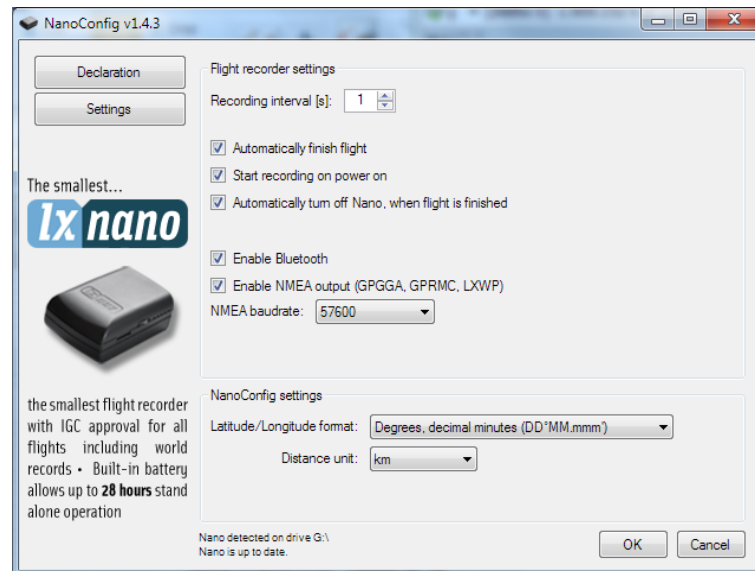 NanoConfig v1.4.3
Declaration
Settings
The smallest...
lx nano
the smallest flight recorder
with IGC approval for all
flights including world
records • Built-in battery
allows up to 28 hours stand
alone operation
Flight recorder settings
Recording interval [s]: 1
Automatically finish flight
Start recording on power on
Automatically turn off Nano, when flight is finished
Enable Bluetooth
Enable NMEA output (GPGGA, GPRMC, LXWP)
NMEA baudrate: 57600
NanoConfig settings
Latitude/Longitude format: Degrees, decimal minutes (DD°MM.mmm')
Distance unit: km
Nano detected on drive G:\
Nano is up to date.
OK Cancel